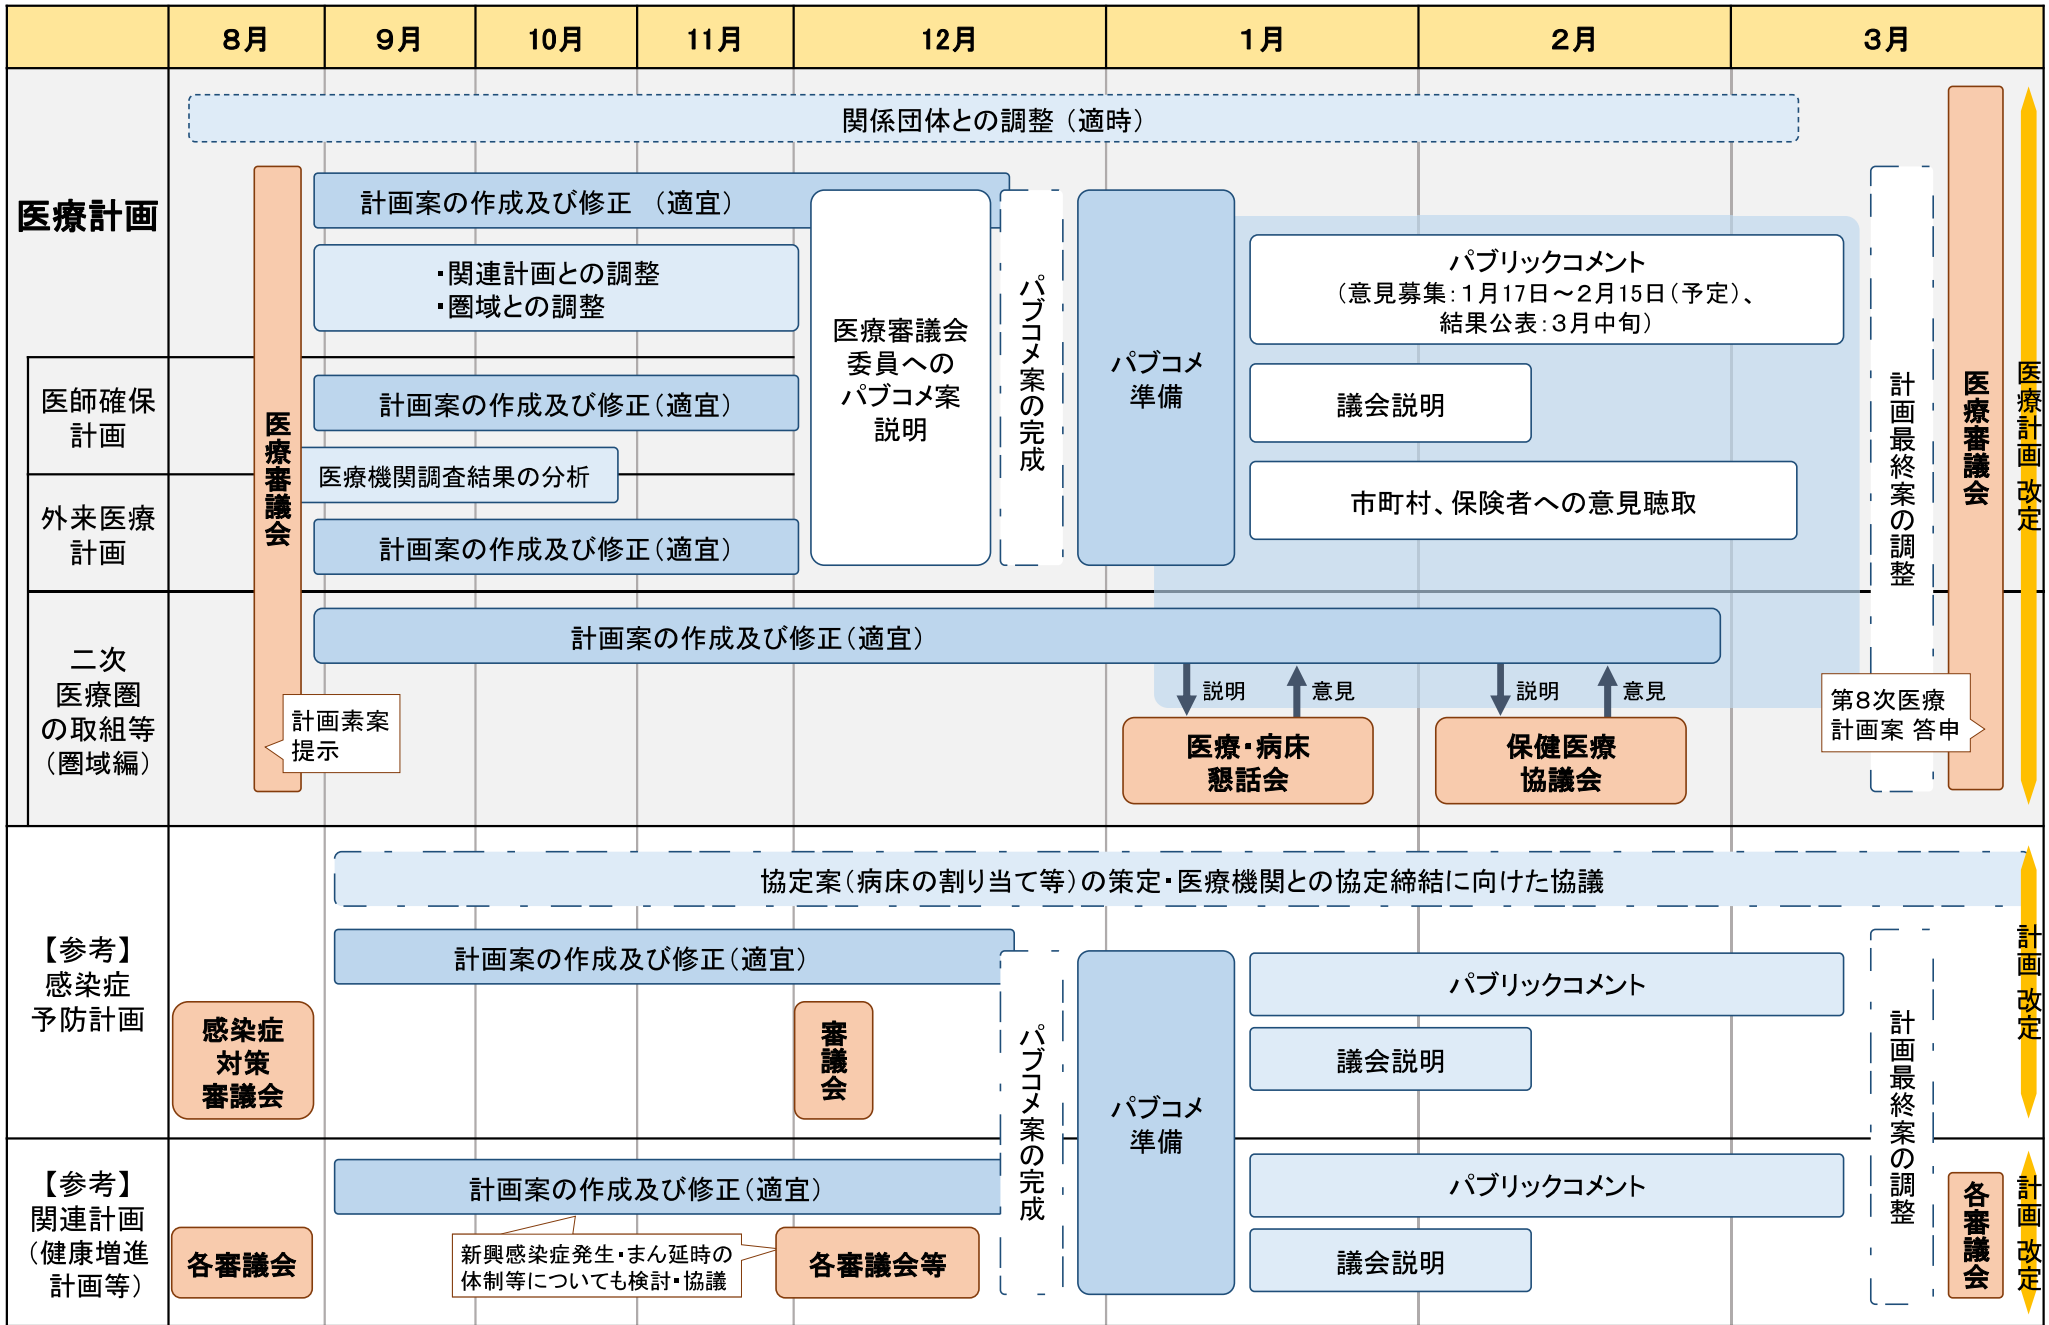 8月 9月 10月 11月 12月 1月 2月 3月
医療計画
関係団体との調整（適時）
医療審議会
計画案の作成及び修正　（適宜）
・関連計画との調整
・圏域との調整
医療審議会
委員への
パブコメ案
説明
パブコメ案の完成
パブコメ
準備
パブリックコメント
（意見募集：1月17日～2月15日（予定）、
結果公表：3月中旬）
議会説明
市町村、保険者への意見聴取
計画最終案の調整
医療審議会
医療計画 改定
医師確保
計画
計画案の作成及び修正（適宜）
医療機関調査結果の分析
外来医療
計画
計画案の作成及び修正（適宜）
二次
医療圏
の取組等
（圏域編）
計画素案
提示
計画案の作成及び修正（適宜）
説明
意見
説明
意見
医療・病床
懇話会
保健医療
協議会
第8次医療
計画案 答申
【参考】
感染症
予防計画
協定案（病床の割り当て等）の策定・医療機関との協定締結に向けた協議
計画案の作成及び修正（適宜）
感染症
対策
審議会
審議会
パブコメ案の完成
パブコメ
準備
パブリックコメント
議会説明
計画最終案の調整
計画 改定
【参考】
関連計画
（健康増進
計画等）
計画案の作成及び修正（適宜）
各審議会
新興感染症発生・まん延時の
体制等についても検討・協議
各審議会等
パブリックコメント
議会説明
各審議会
計画 改定